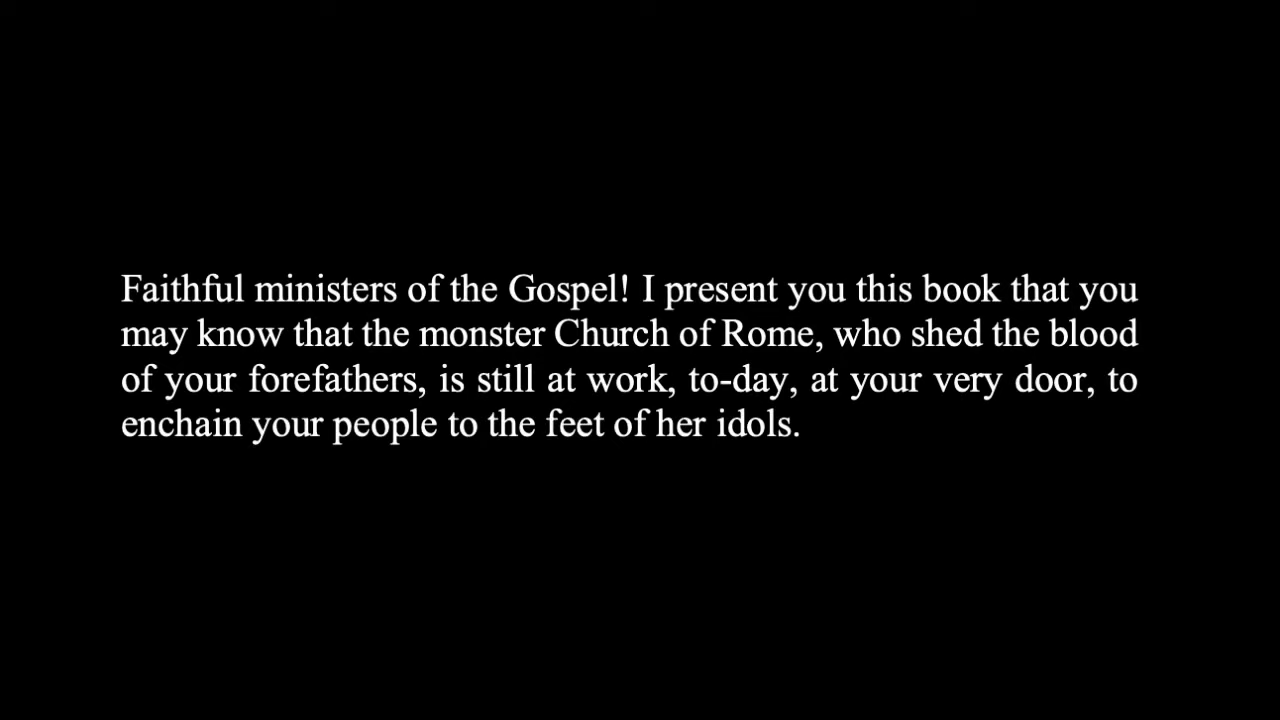 Faithful ministers of the Gospel! I present you this book that you
may know that the monster Church of Rome, who shed the blood
of your forefathers, is still at work, to-day, at your very door, to
enchain your people to the feet of her idols.